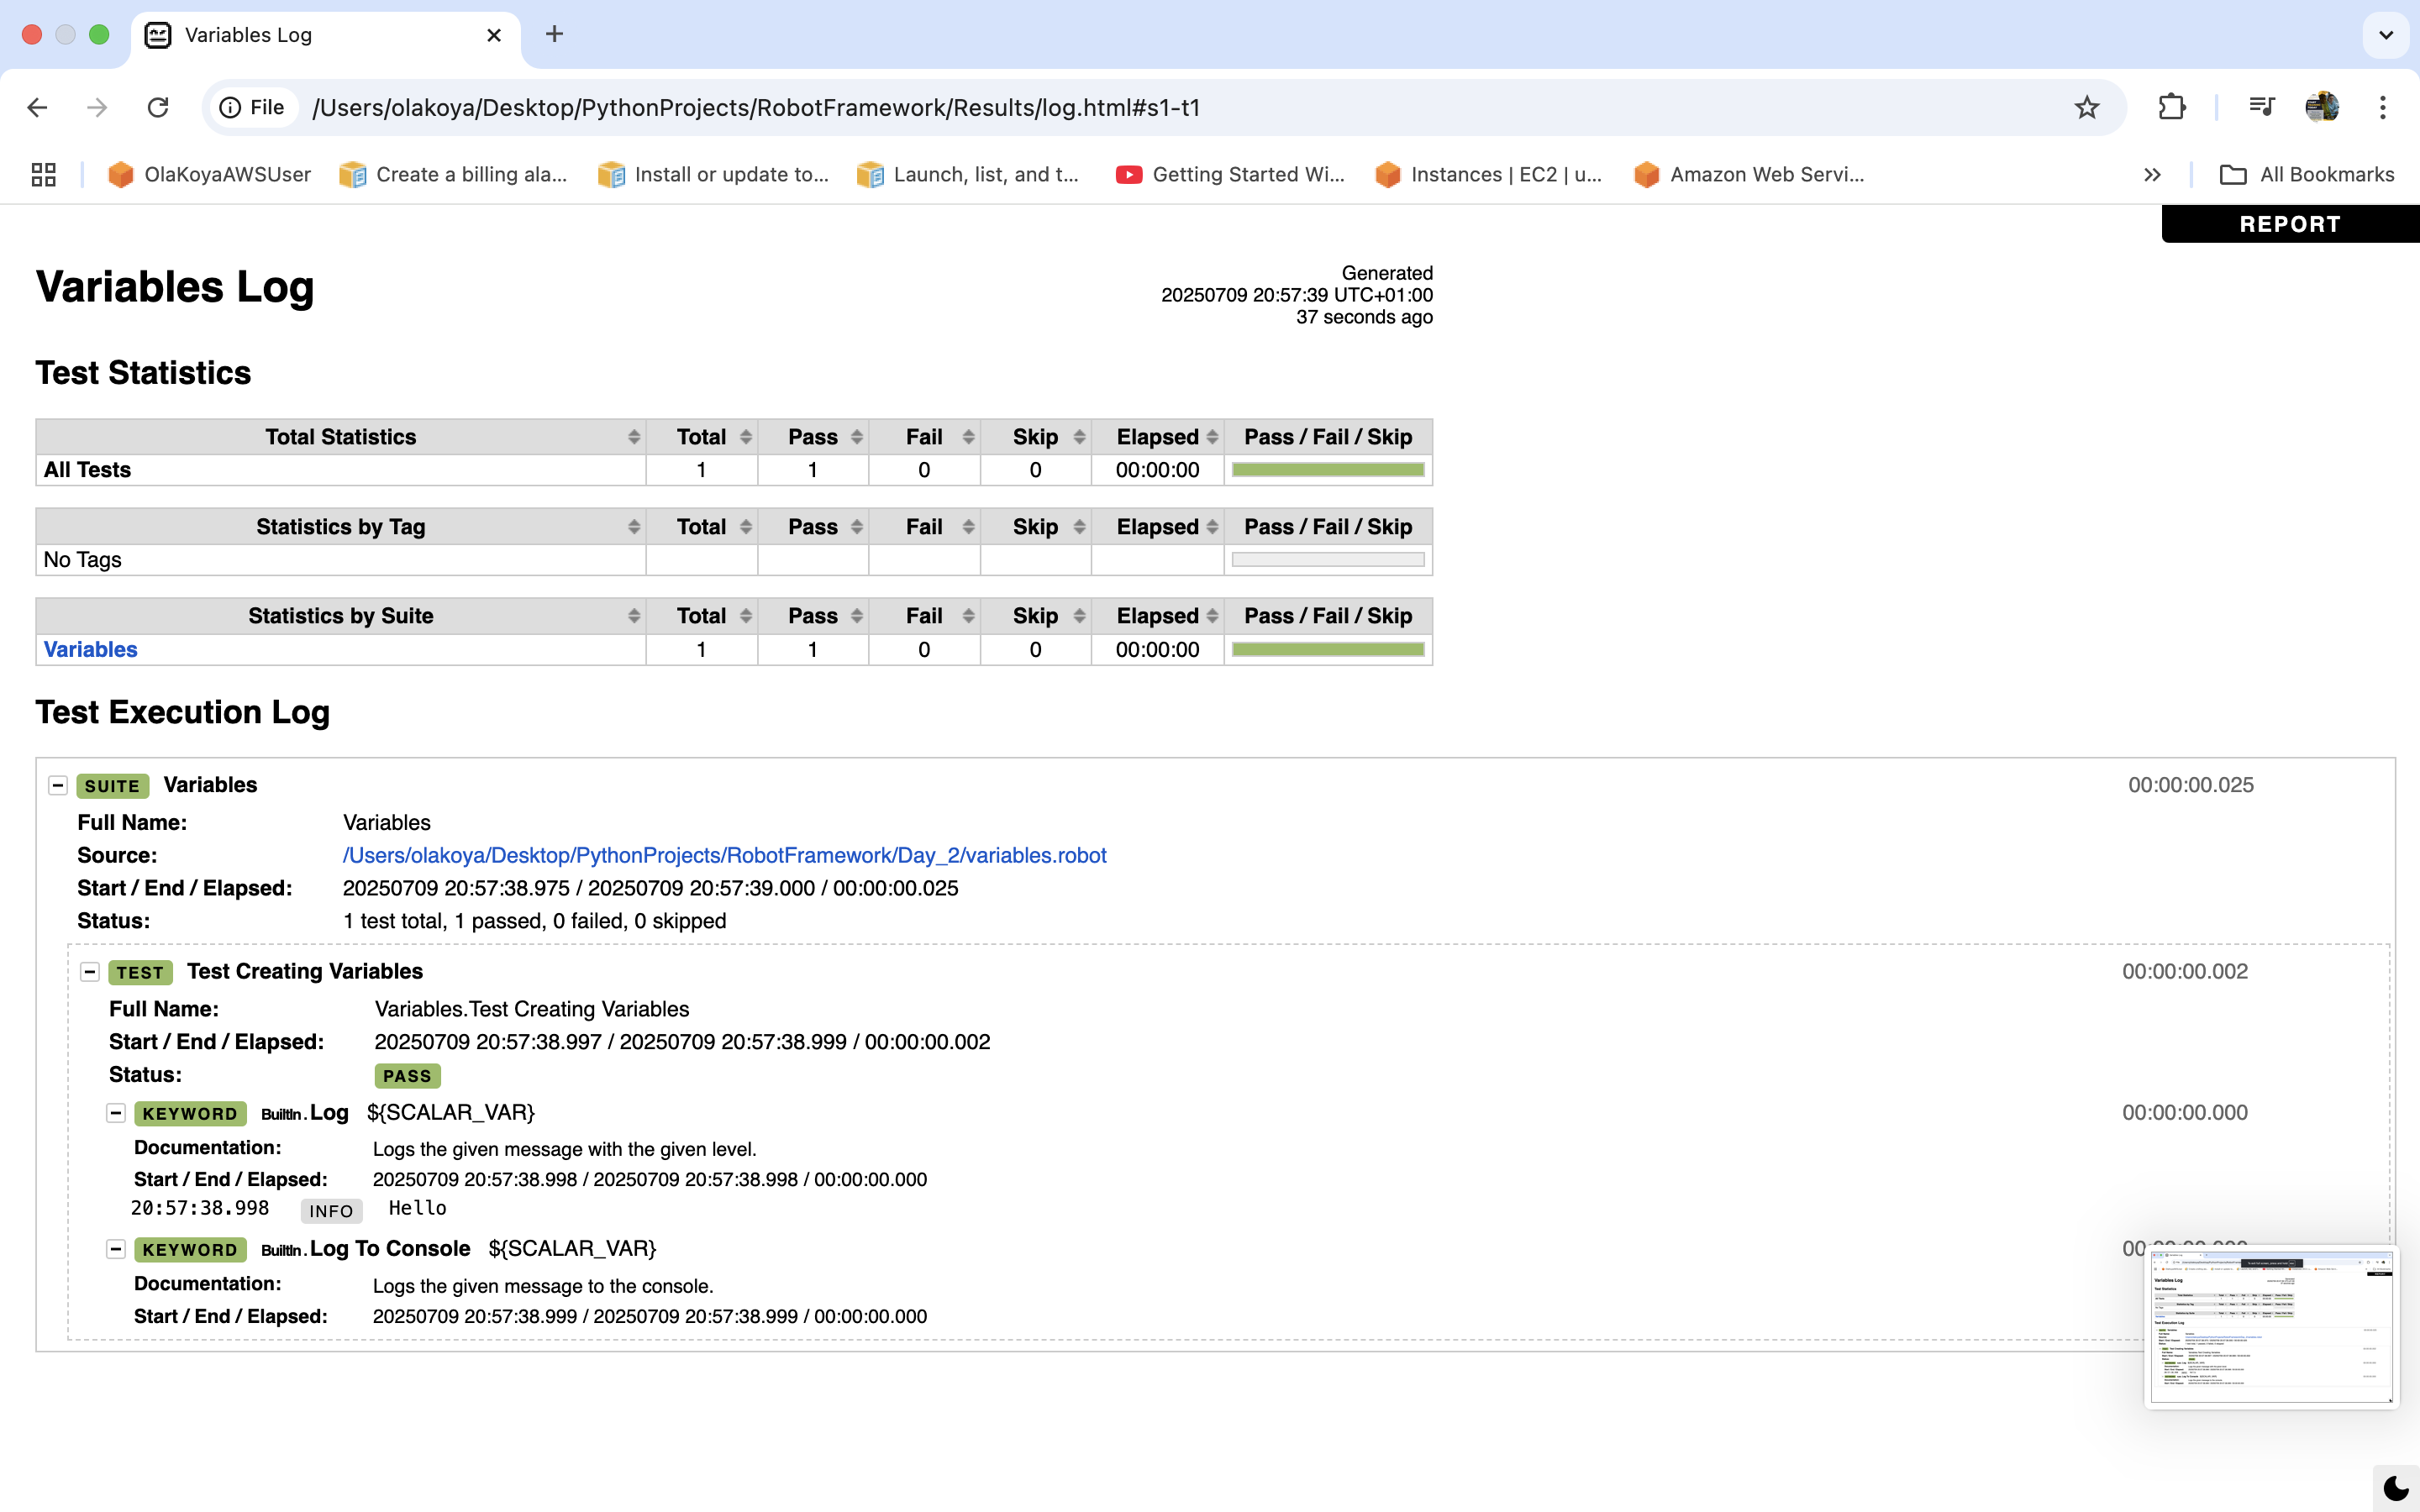 Variables Log
File /Users/olakoya/Desktop/PythonProjects/RobotFramework/Results/log.html#s1-t1
OlaKoyaAWSUser Create a billing ala... Install or update to... Launch, list, and t... Getting Started Wi... Instances | EC2 | u... Amazon Web Servi... All Bookmarks
REPORT
Variables Log
Generated
20250709 20:57:39 UTC+01:00
37 seconds ago
Test Statistics
Total Statistics Total Pass Fail Skip Elapsed Pass / Fail / Skip
All Tests 1 1 0 0 00:00:00
Statistics by Tag Total Pass Fail Skip Elapsed Pass / Fail / Skip
No Tags
Statistics by Suite Total Pass Fail Skip Elapsed Pass / Fail / Skip
Variables 1 1 0 0 00:00:00
Test Execution Log
SUITE Variables 00:00:00.025
Full Name: Variables
Source: /Users/olakoya/Desktop/PythonProjects/RobotFramework/Day_2/variables.robot
Start / End / Elapsed: 20250709 20:57:38.975 / 20250709 20:57:39.000 / 00:00:00.025
Status: 1 test total, 1 passed, 0 failed, 0 skipped
TEST Test Creating Variables 00:00:00.002
Full Name: Variables.Test Creating Variables
Start / End / Elapsed: 20250709 20:57:38.997 / 20250709 20:57:38.999 / 00:00:00.002
Status: PASS
KEYWORD BuiltIn.Log ${SCALAR_VAR} 00:00:00.000
Documentation: Logs the given message with the given level.
Start / End / Elapsed: 20250709 20:57:38.998 / 20250709 20:57:38.998 / 00:00:00.000
20:57:38.998 INFO Hello
KEYWORD BuiltIn.Log To Console ${SCALAR_VAR}
Documentation: Logs the given message to the console.
Start / End / Elapsed: 20250709 20:57:38.999 / 20250709 20:57:38.999 / 00:00:00.000